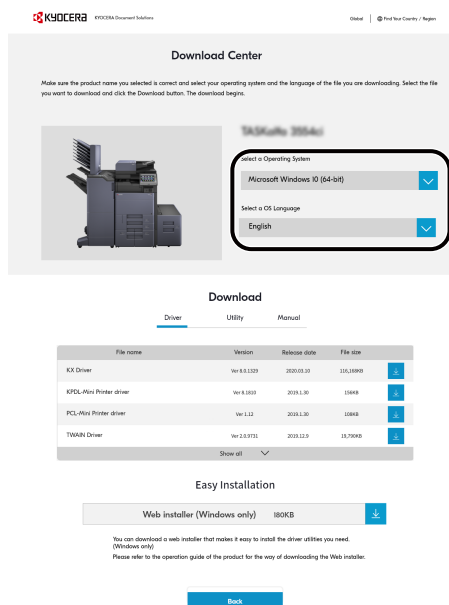 KYOCERA KYOCERA Document Solutions Global Find Your Country / Region
Download Center
Make sure the product name you selected is correct and select your operating system and the language of the file you are downloading. Select the file
you want to download and click the Download button. The download begins.
Select a Operating System
Microsoft Windows 10 (64-bit)
Select a OS Language
English
Download
Driver Utility Manual
File name Version Release date File size
KX Driver Ver 8.0.1329 2020.03.10 116,168KB
KPDL-Mini Printer driver Ver 8.1810 2019.1.30 156KB
PCL-Mini Printer driver Ver 1.12 2019.1.30 108KB
TWAIN Driver Ver 2.0.9731 2019.12.9 19,790KB
Show all
Easy Installation
Web installer (Windows only) 180KB
You can download a web installer that makes it easy to install the driver utilities you need.
(Windows only)
Please refer to the operation guide of the product for the way of downloading the Web installer.
Back